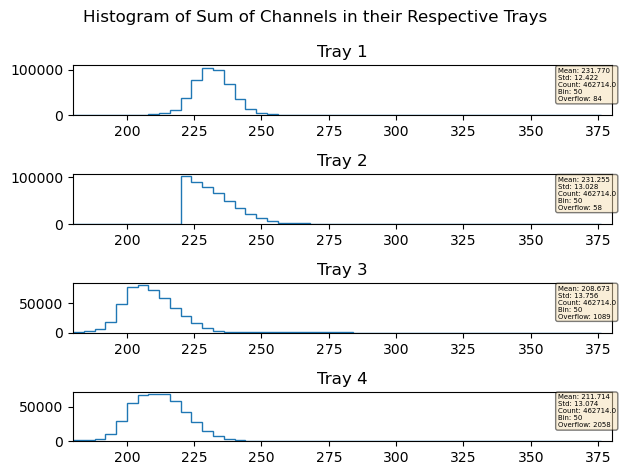 Histogram of Sum of Channels in their Respective Trays
Tray 1
100000
0
Mean: 231.770
Std: 12.422
Count: 462714.0
Bin: 50
Overflow: 84
200 225 250 275 300 325 350 375
Tray 2
100000
0
Mean: 231.255
Std: 13.028
Count: 462714.0
Bin: 50
Overflow: 58
200 225 250 275 300 325 350 375
Tray 3
50000
0
Mean: 208.673
Std: 13.756
Count: 462714.0
Bin: 50
Overflow: 1089
200 225 250 275 300 325 350 375
Tray 4
50000
0
Mean: 211.714
Std: 13.074
Count: 462714.0
Bin: 50
Overflow: 2058
200 225 250 275 300 325 350 375